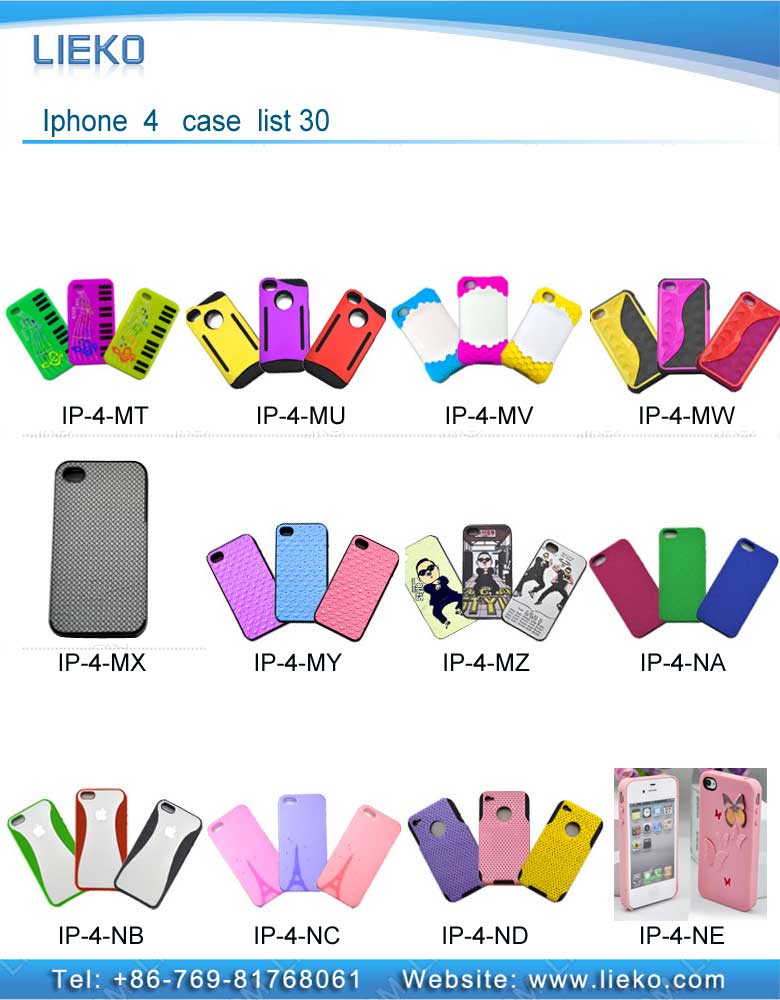 LIEKO
Iphone 4 case list 30
IP-4-MT IP-4-MU IP-4-MV IP-4-MW
IP-4-MX IP-4-MY IP-4-MZ IP-4-NA
IP-4-NB IP-4-NC IP-4-ND IP-4-NE
Tel: +86-769-81768061 Website: www.lieko.com